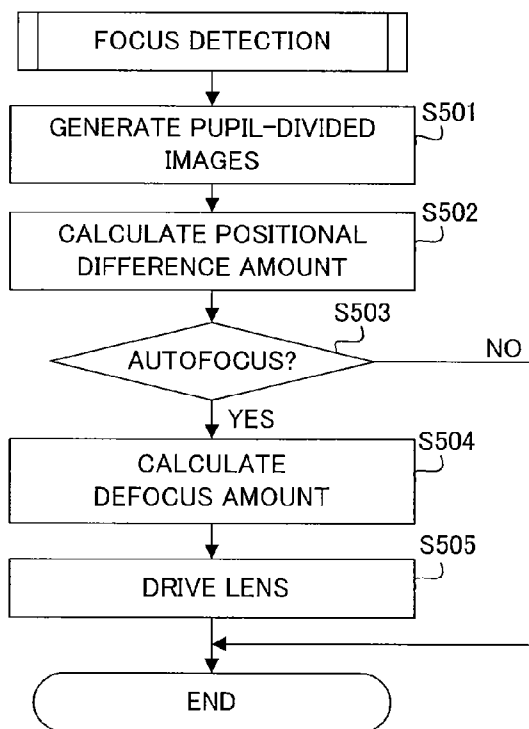 FOCUS DETECTION
S501
GENERATE PUPIL-DIVIDED
IMAGES
S502
CALCULATE POSITIONAL
DIFFERENCE AMOUNT
S503
AUTOFOCUS?
NO
YES
S504
CALCULATE
DEFOCUS AMOUNT
S505
DRIVE LENS
END